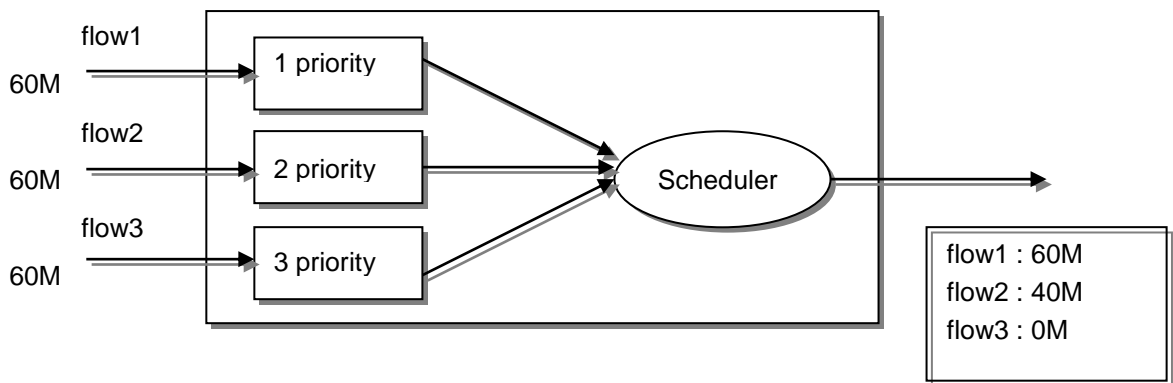 flow1
60M
1 priority
flow2
60M
2 priority
flow3
60M
3 priority
Scheduler
flow1 : 60M
flow2 : 40M
flow3 : 0M